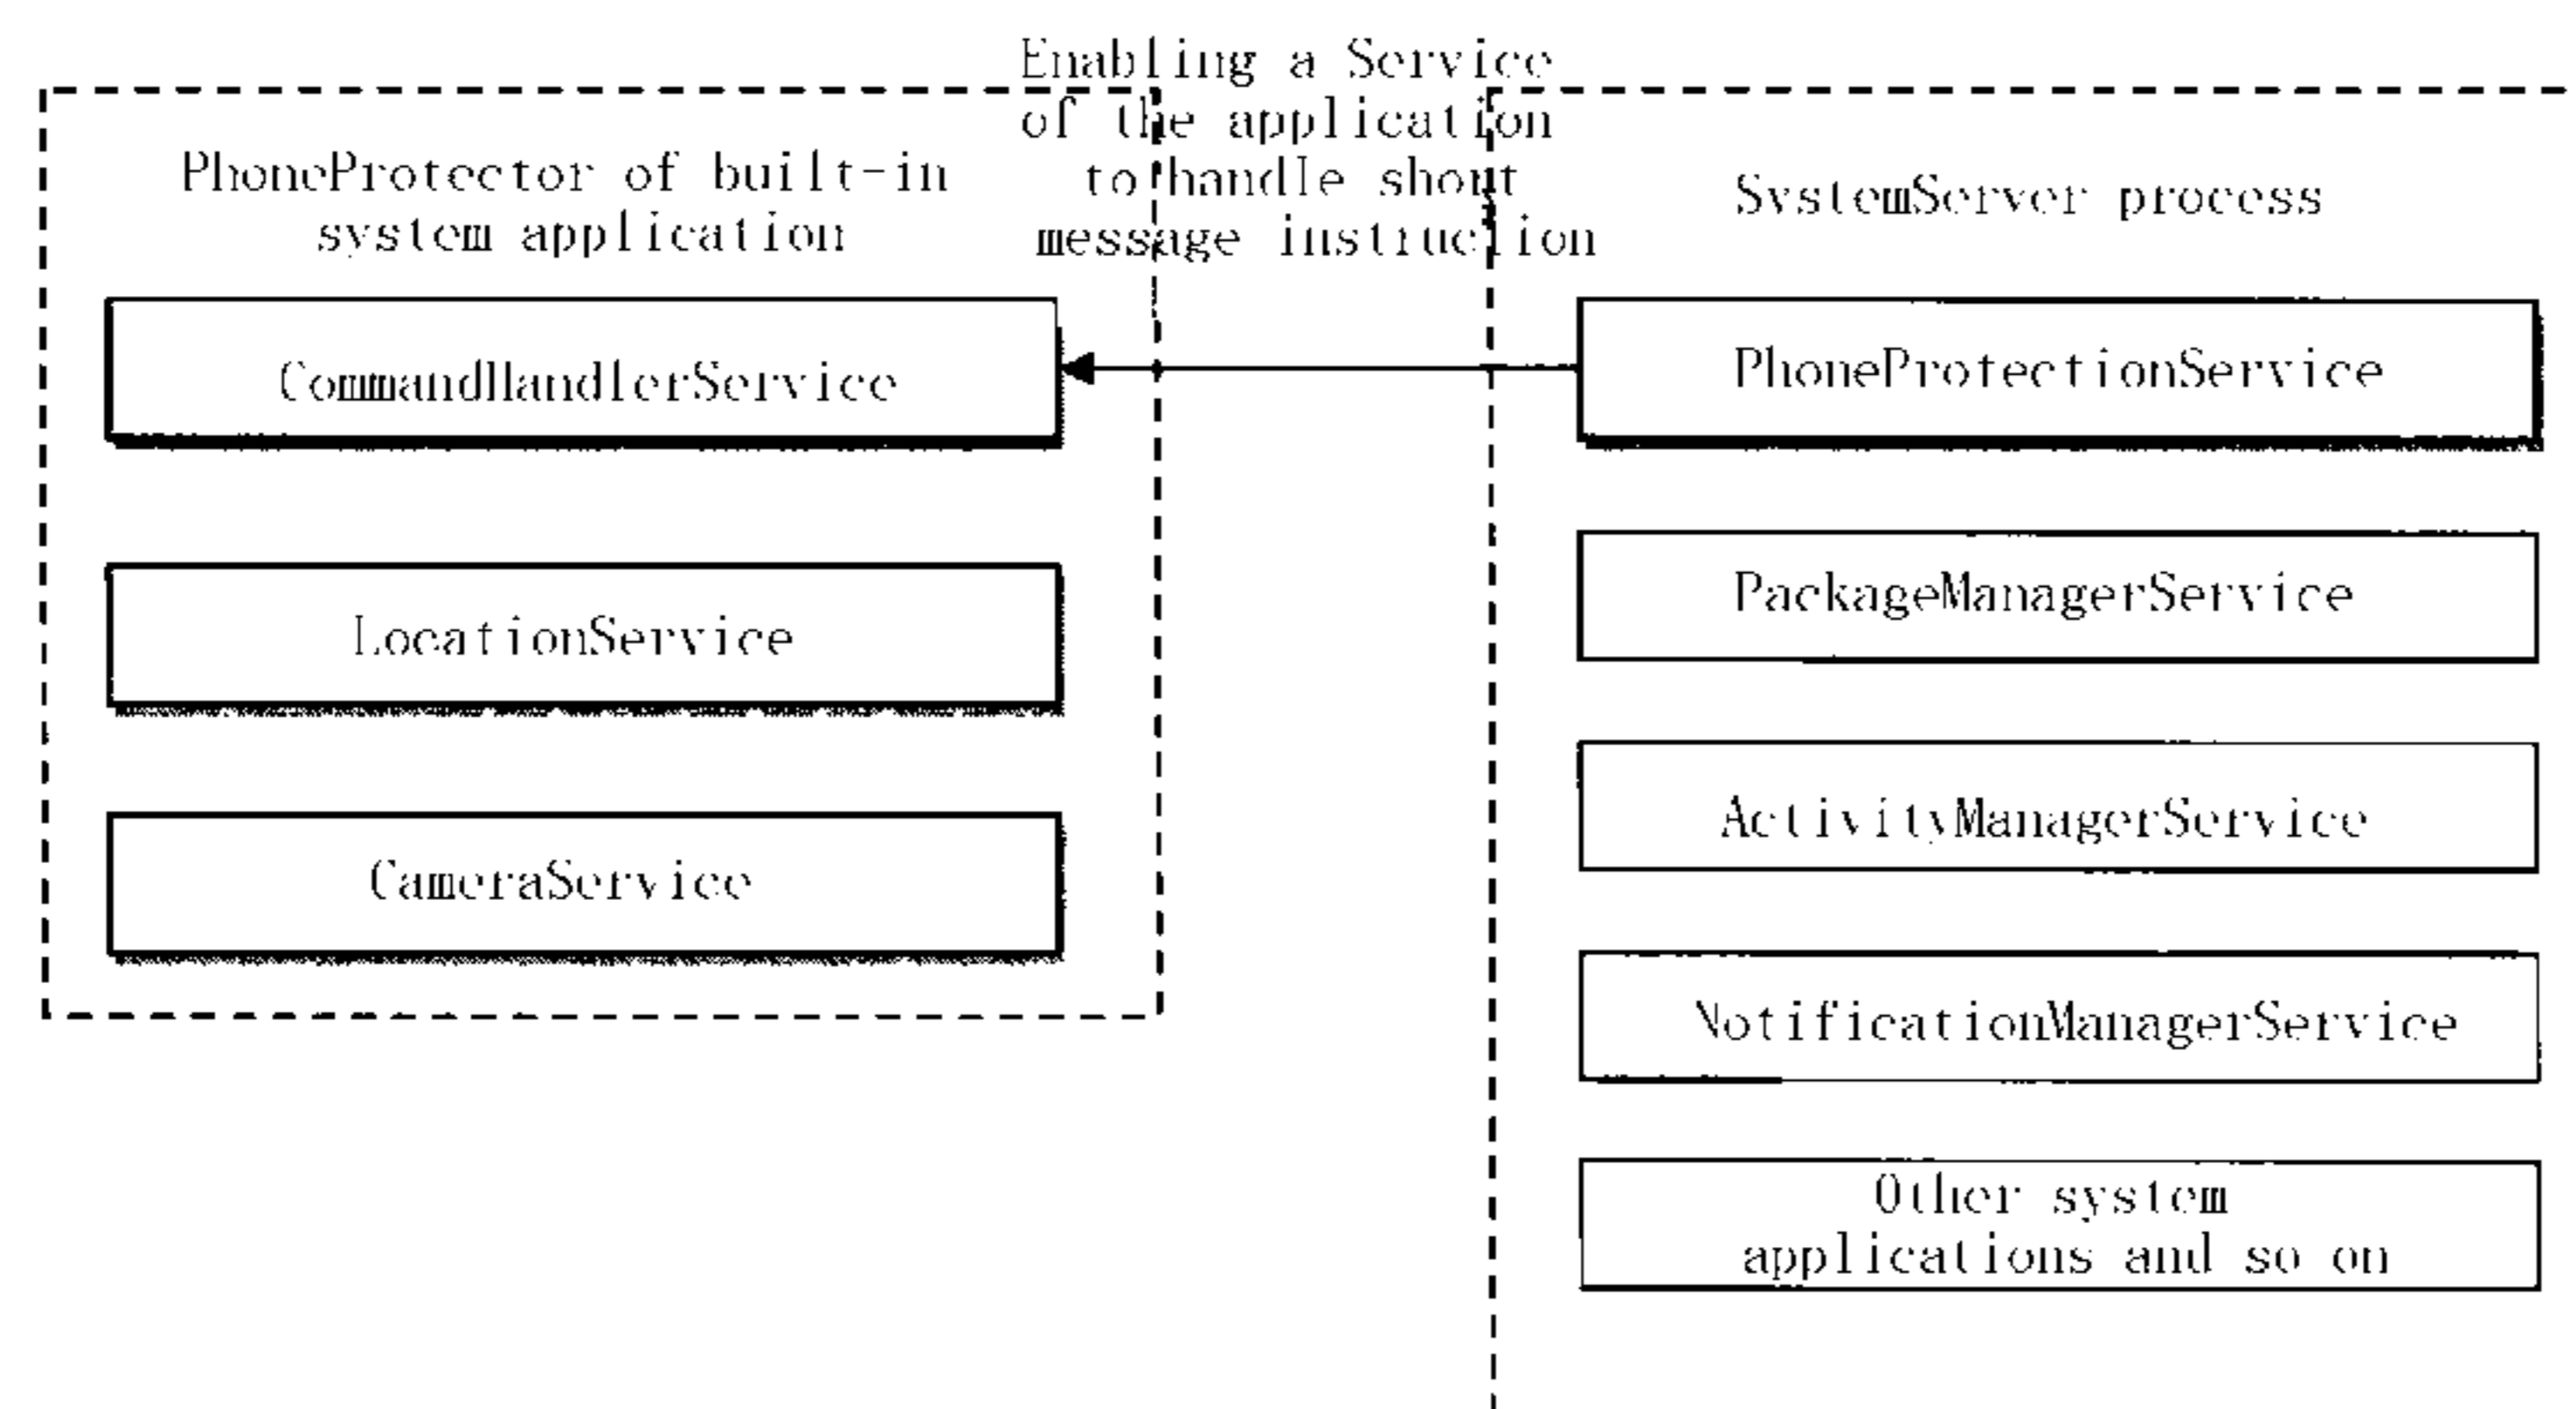 Enabling a Service
of the application
to handle short
message instruction
PhoneProtector of built-in
system application
CommandHandlerService
LocationService
CameraService
SystemServer process
PhoneProtectionService
PackageManagerService
ActivityManagerService
NotificationManagerService
Other system
applications and so on